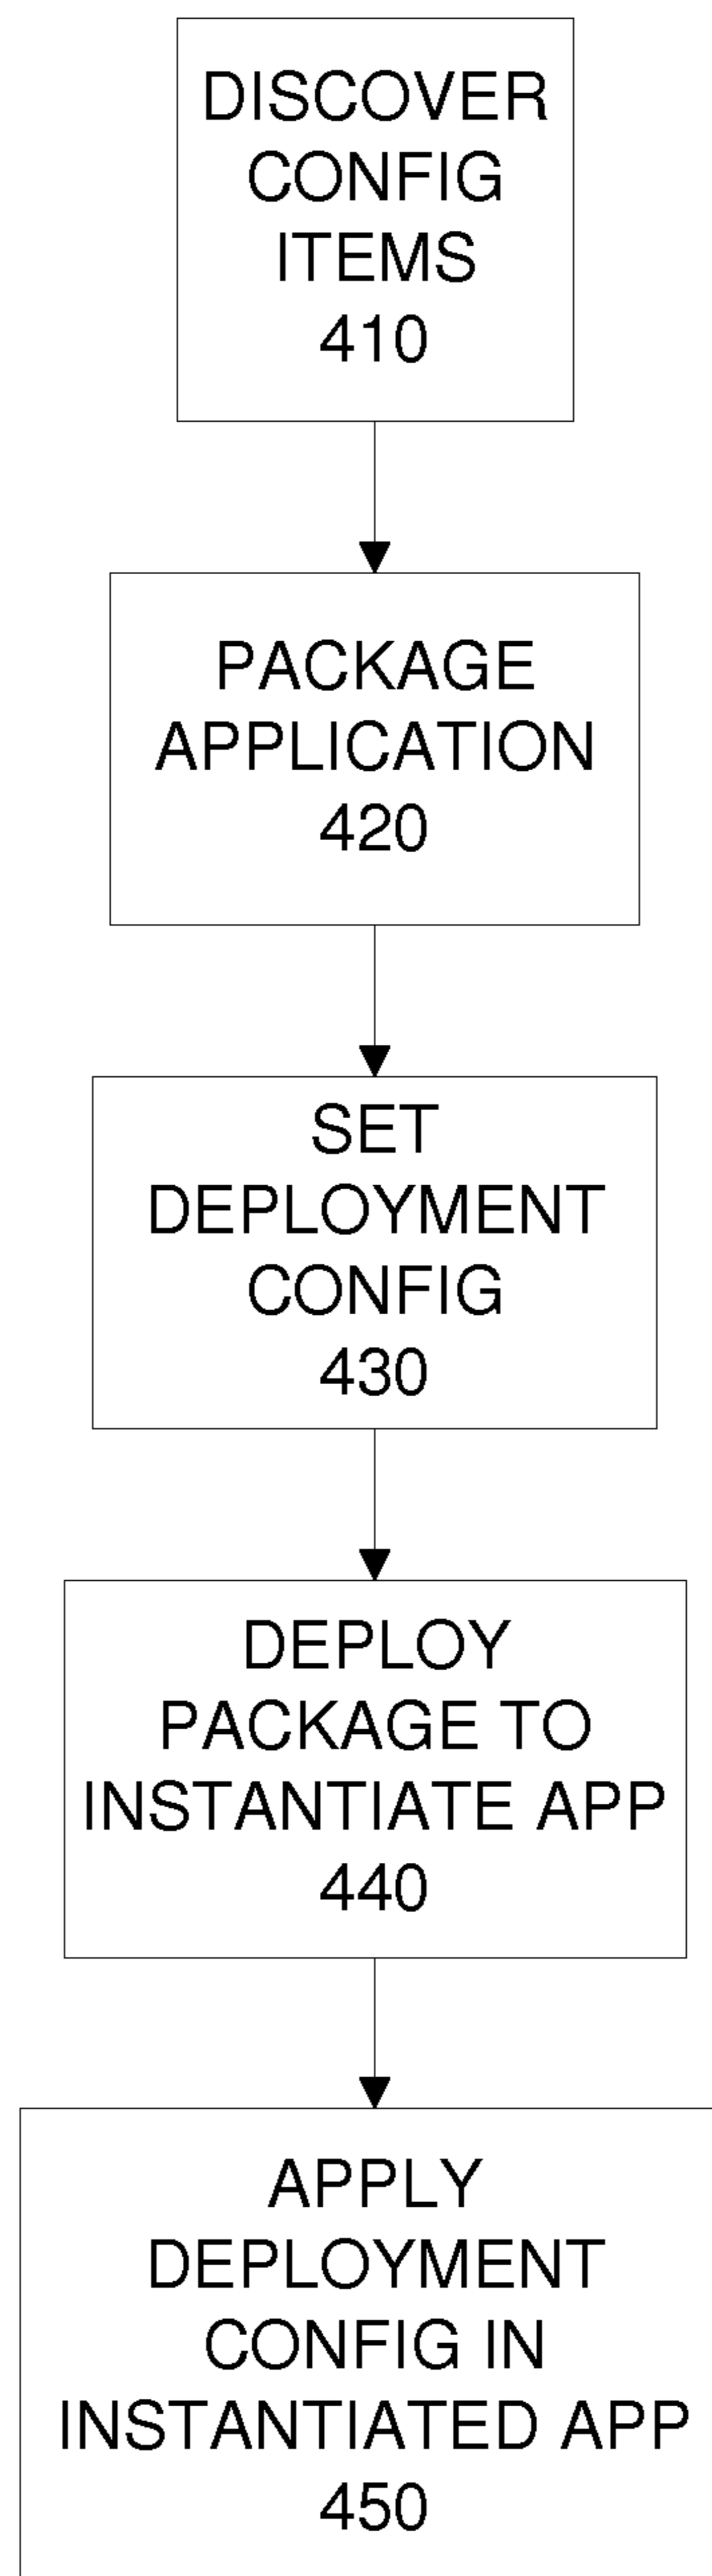 DISCOVER
CONFIG
ITEMS
410
PACKAGE
APPLICATION
420
SET
DEPLOYMENT
CONFIG
430
DEPLOY
PACKAGE TO
INSTANTIATE APP
440
APPLY
DEPLOYMENT
CONFIG IN
INSTANTIATED APP
450